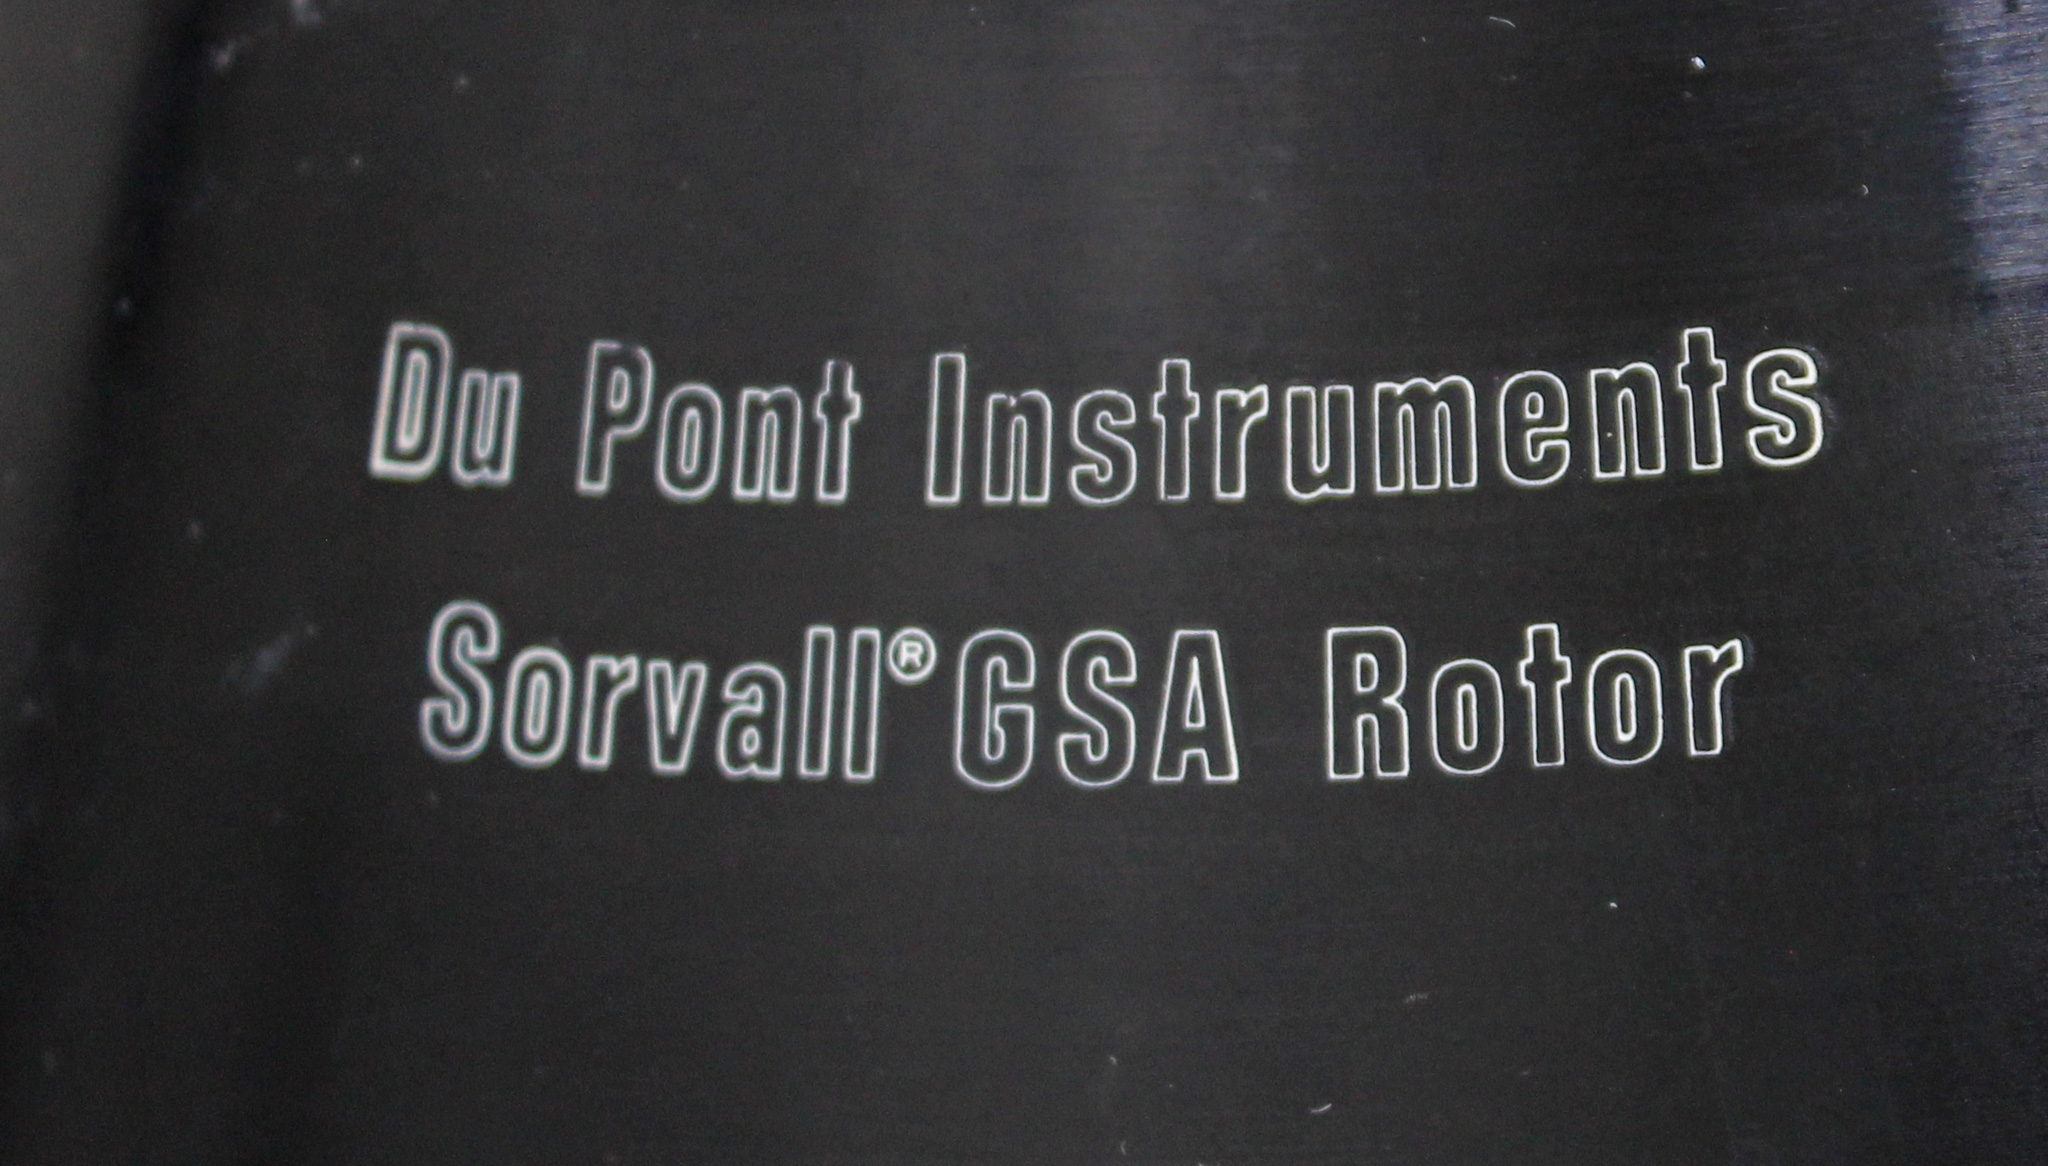 Du Pont Instruments
Sorvall® GSA Rotor